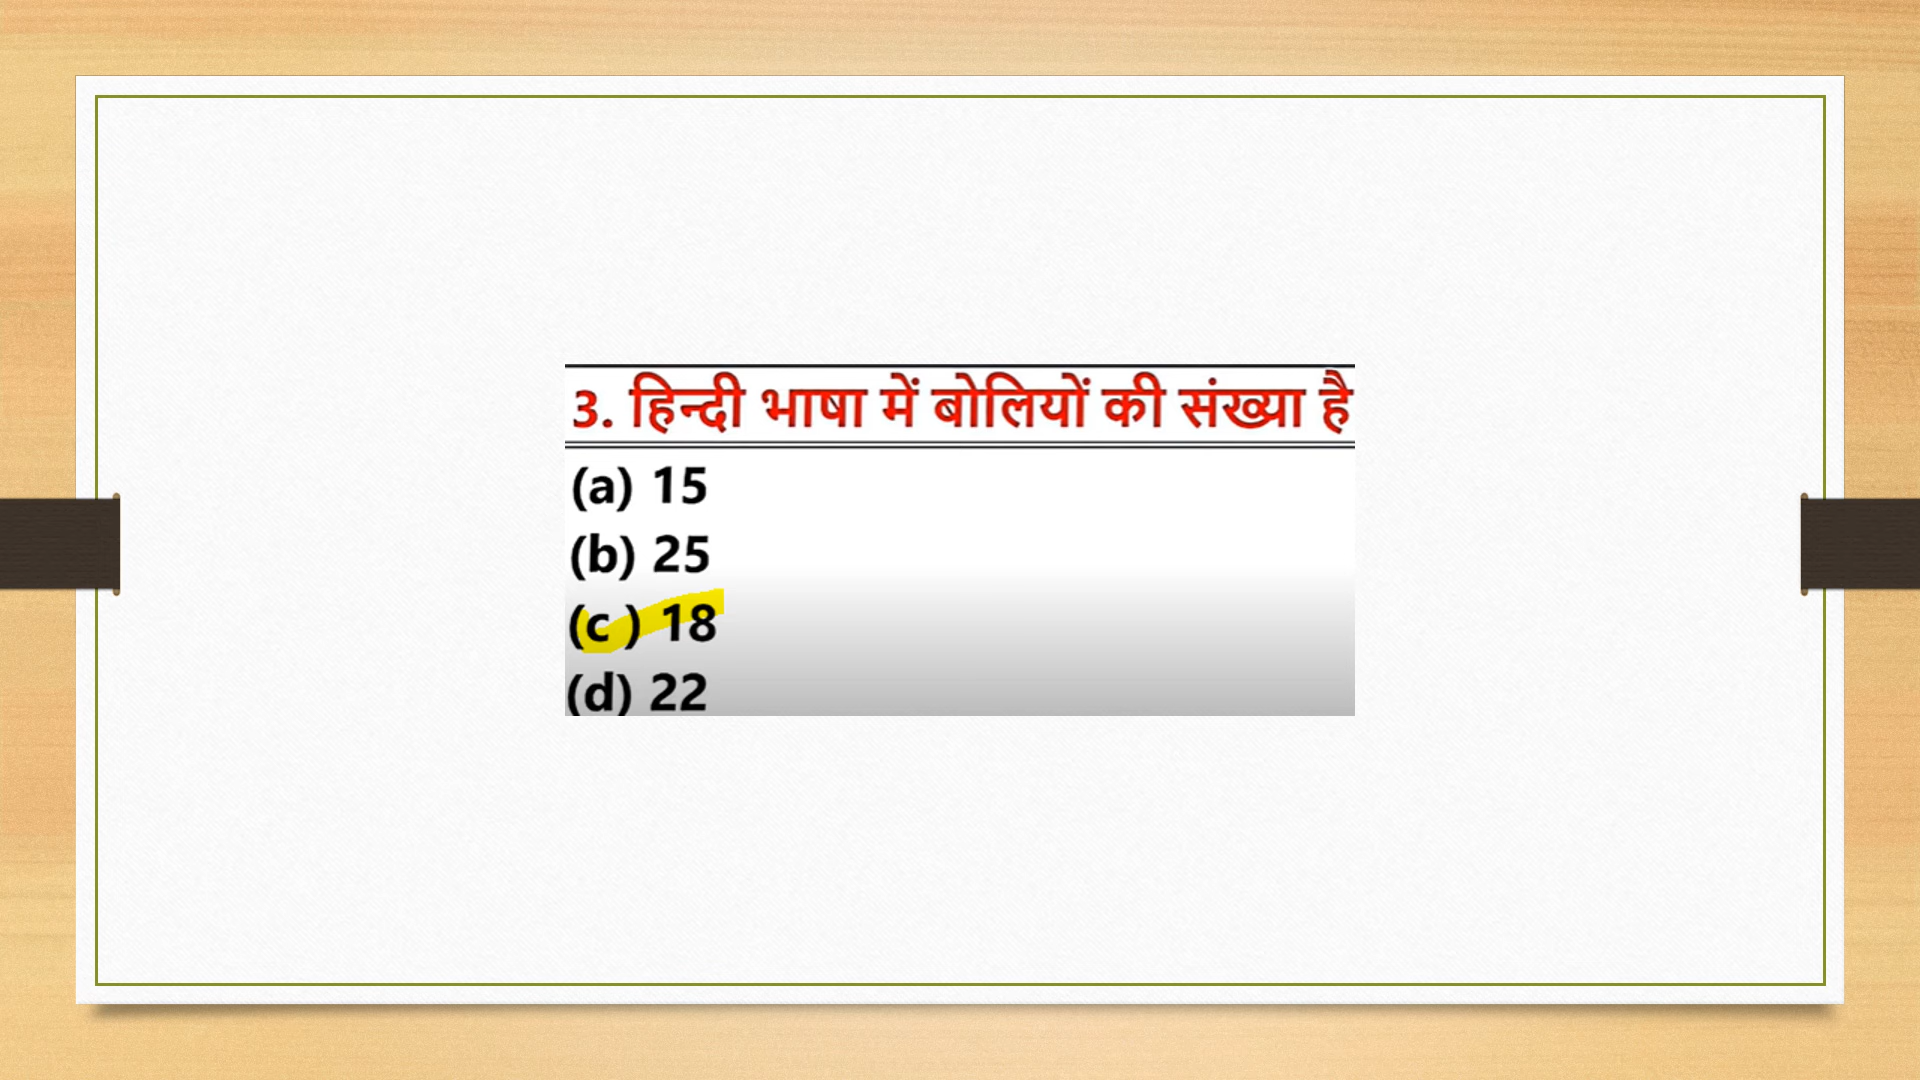 3. हिन्दी भाषा में बोलियों की संख्या है
(a) 15
(b) 25
(c ) 18
(d) 22